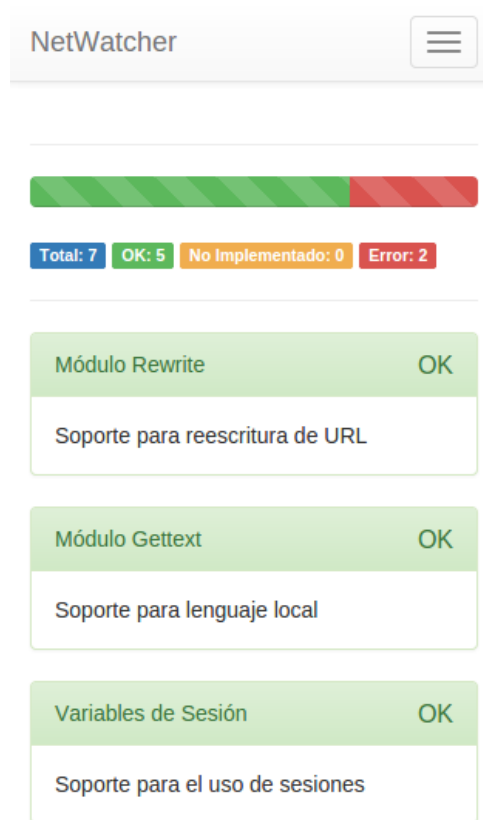 NetWatcher
Total: 7 OK: 5 No Implementado: 0 Error: 2
Módulo Rewrite OK
Soporte para reescritura de URL
Módulo Gettext OK
Soporte para lenguaje local
Variables de Sesión OK
Soporte para el uso de sesiones